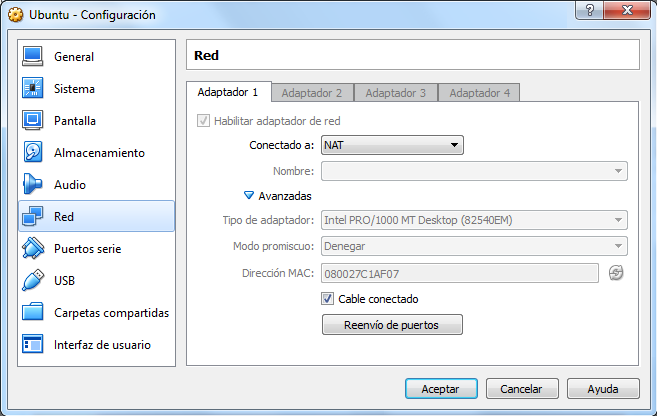 Ubuntu - Configuración
General
Sistema
Pantalla
Almacenamiento
Audio
Red
Puertos serie
USB
Carpetas compartidas
Interfaz de usuario
Red
Adaptador 1 Adaptador 2 Adaptador 3 Adaptador 4
Habilitar adaptador de red
Conectado a: NAT
Nombre:
Avanzadas
Tipo de adaptador: Intel PRO/1000 MT Desktop (82540EM)
Modo promiscuo: Denegar
Dirección MAC: 080027C1AF07
Cable conectado
Reenvío de puertos
Aceptar Cancelar Ayuda